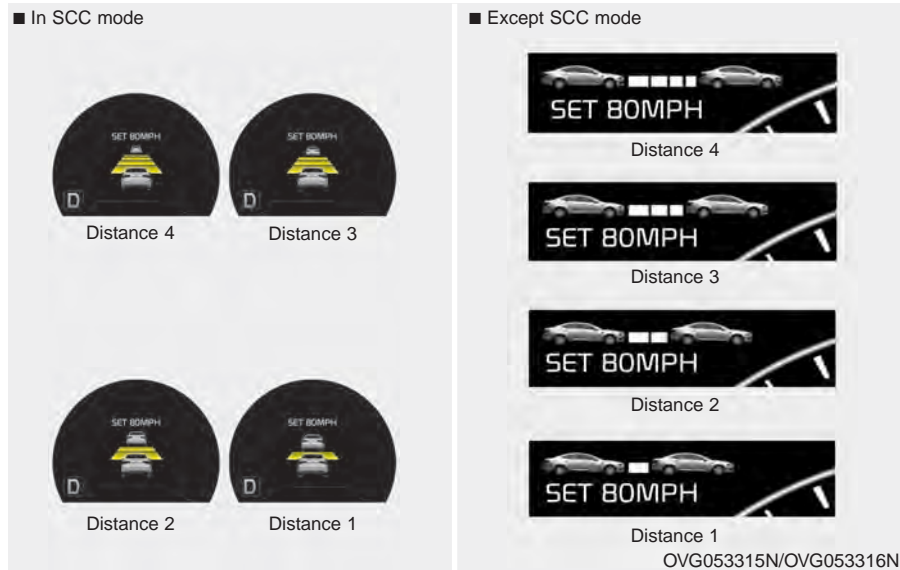 ■ In SCC mode
SET 80MPH
D
Distance 4
SET 80MPH
D
Distance 3
SET 80MPH
D
Distance 2
SET 80MPH
D
Distance 1
■ Except SCC mode
SET 80MPH
Distance 4
SET 80MPH
Distance 3
SET 80MPH
Distance 2
SET 80MPH
Distance 1
OVG053315N/OVG053316N